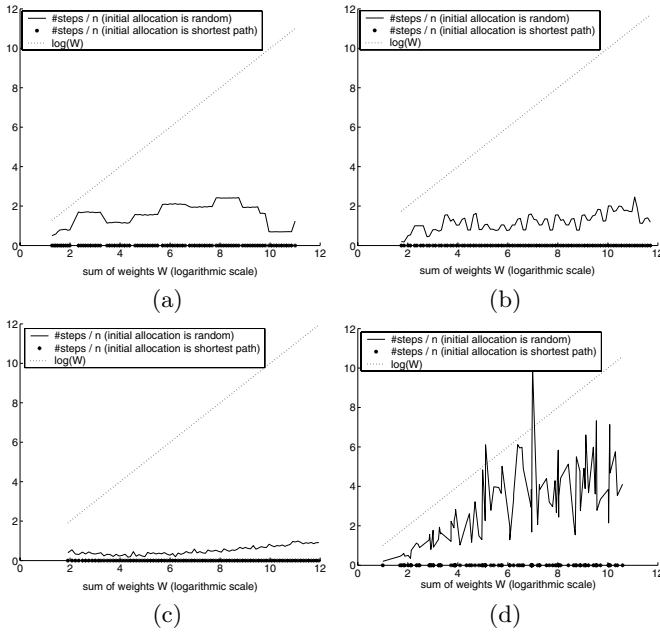 12
10
8
6
4
2
0
0
2
4
6
8
10
12
#steps / n (initial allocation is random)
#steps / n (initial allocation is shortest path)
log(W)
sum of weights W (logarithmic scale)
(a)
12
10
8
6
4
2
0
0
2
4
6
8
10
12
#steps / n (initial allocation is random)
#steps / n (initial allocation is shortest path)
log(W)
sum of weights W (logarithmic scale)
(b)
12
10
8
6
4
2
0
0
2
4
6
8
10
12
#steps / n (initial allocation is random)
#steps / n (initial allocation is shortest path)
log(W)
sum of weights W (logarithmic scale)
(c)
12
10
8
6
4
2
0
0
2
4
6
8
10
12
#steps / n (initial allocation is random)
#steps / n (initial allocation is shortest path)
log(W)
sum of weights W (logarithmic scale)
(d)